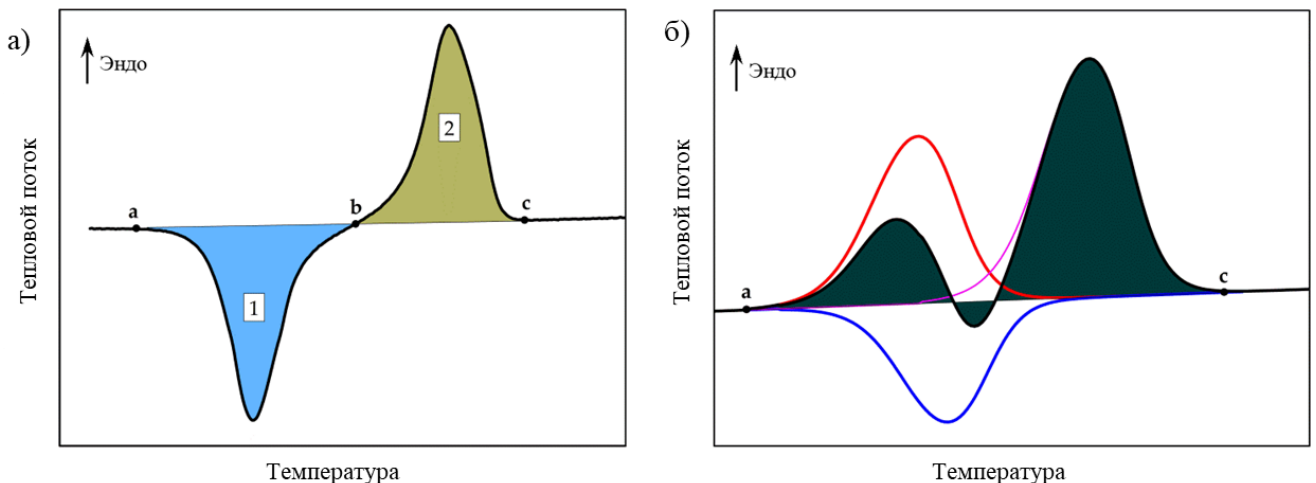 а)
Эндо
Тепловой поток
a
b
c
1
2
Температура
б)
Эндо
Тепловой поток
a
c
Температура